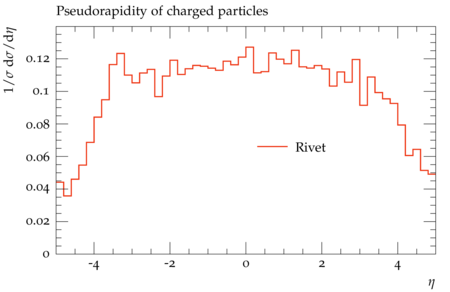 Pseudorapidity of charged particles
1/σ dσ/dη
0.12
0.1
0.08
0.06
0.04
0.02
0
Rivet
-4 -2 0 2 4
η